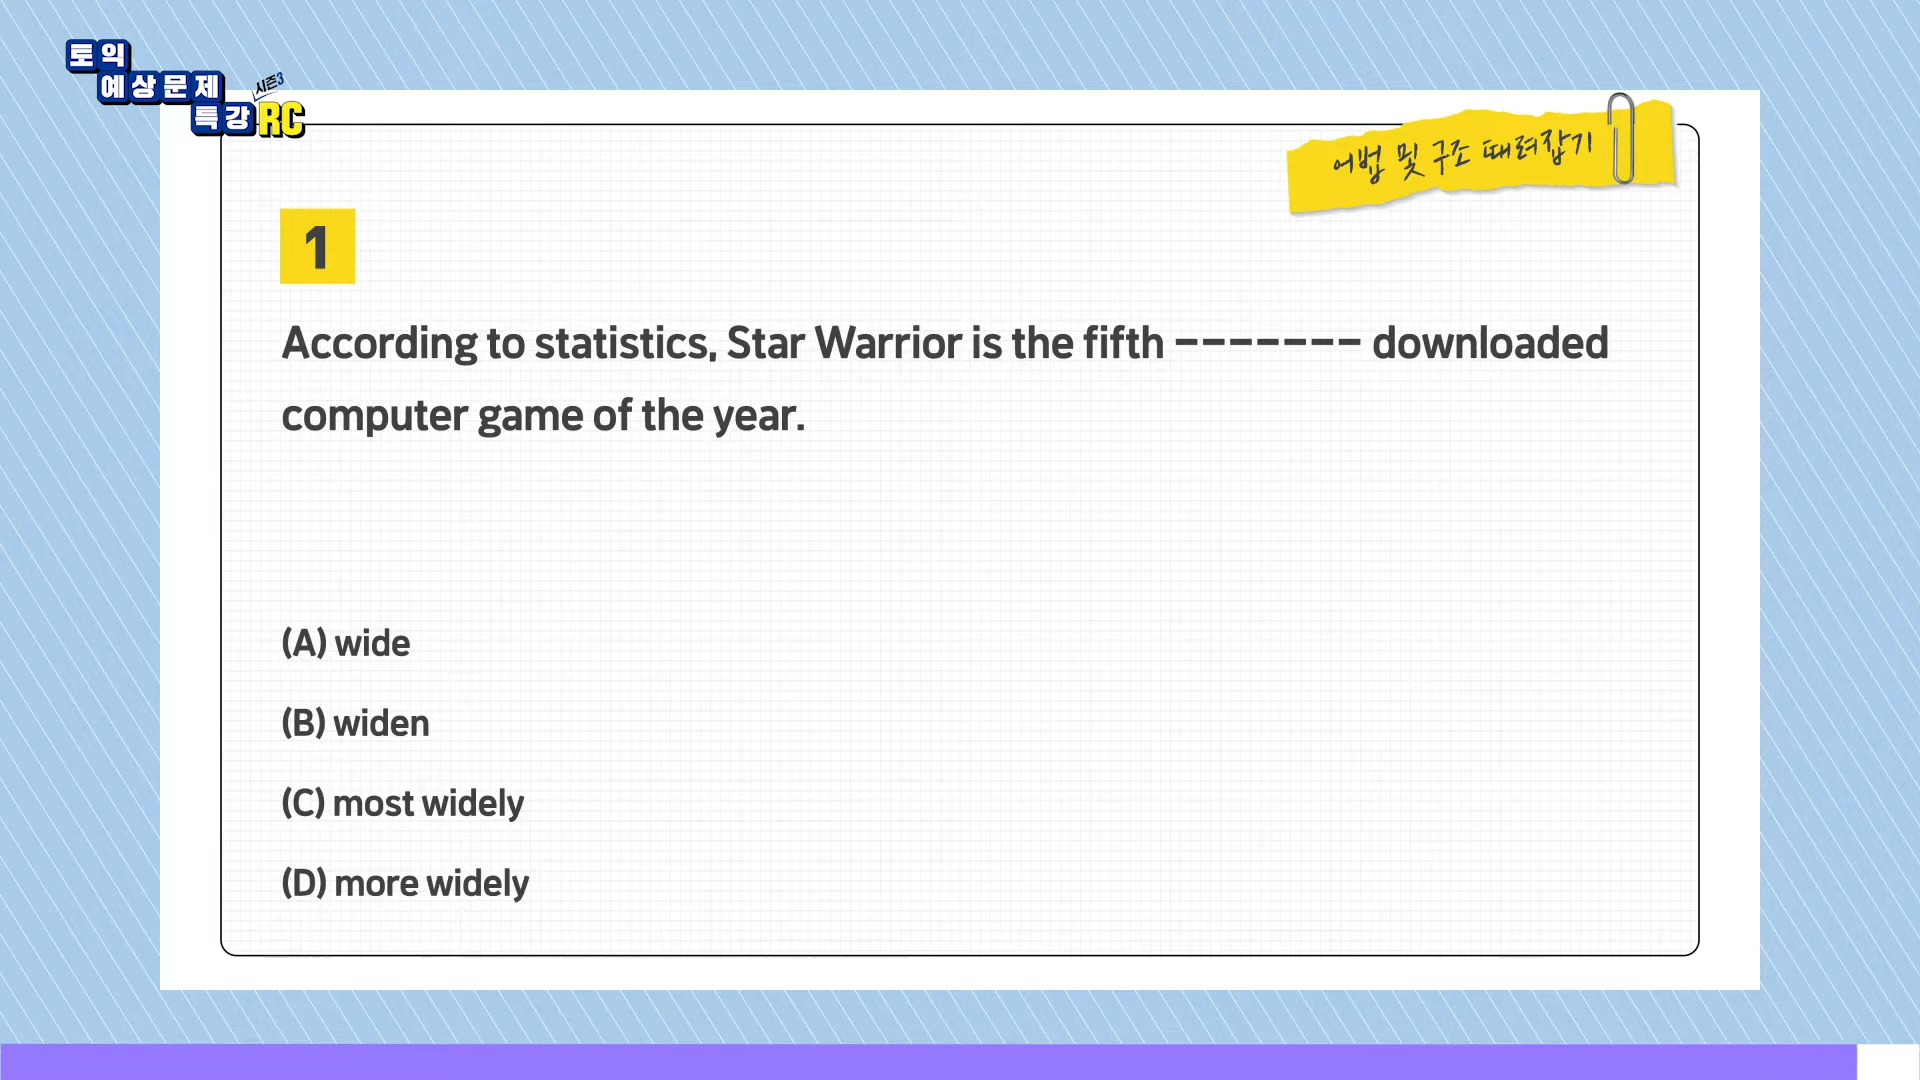 토익
예상문제
시즌3
특강 RC
어법 및 구조 때려잡기
1
According to statistics, Star Warrior is the fifth ------- downloaded
computer game of the year.
(A) wide
(B) widen
(C) most widely
(D) more widely